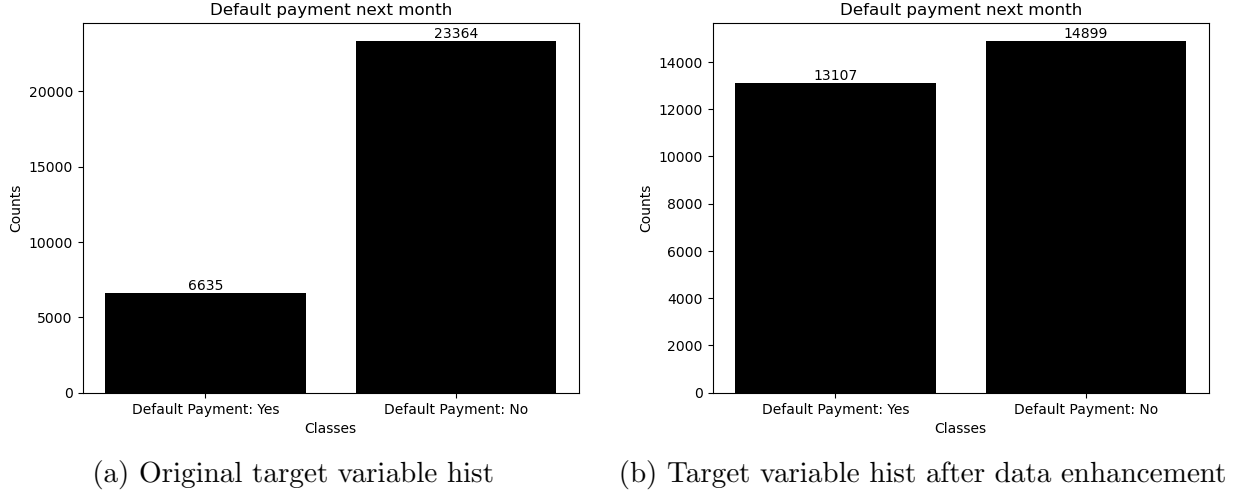 Default payment next month
23364
20000
15000
10000
6635
5000
0
Counts
Default Payment: Yes
Default Payment: No
Classes
(a) Original target variable hist
Default payment next month
14899
14000
13107
12000
10000
8000
6000
4000
2000
0
Counts
Default Payment: Yes
Default Payment: No
Classes
(b) Target variable hist after data enhancement